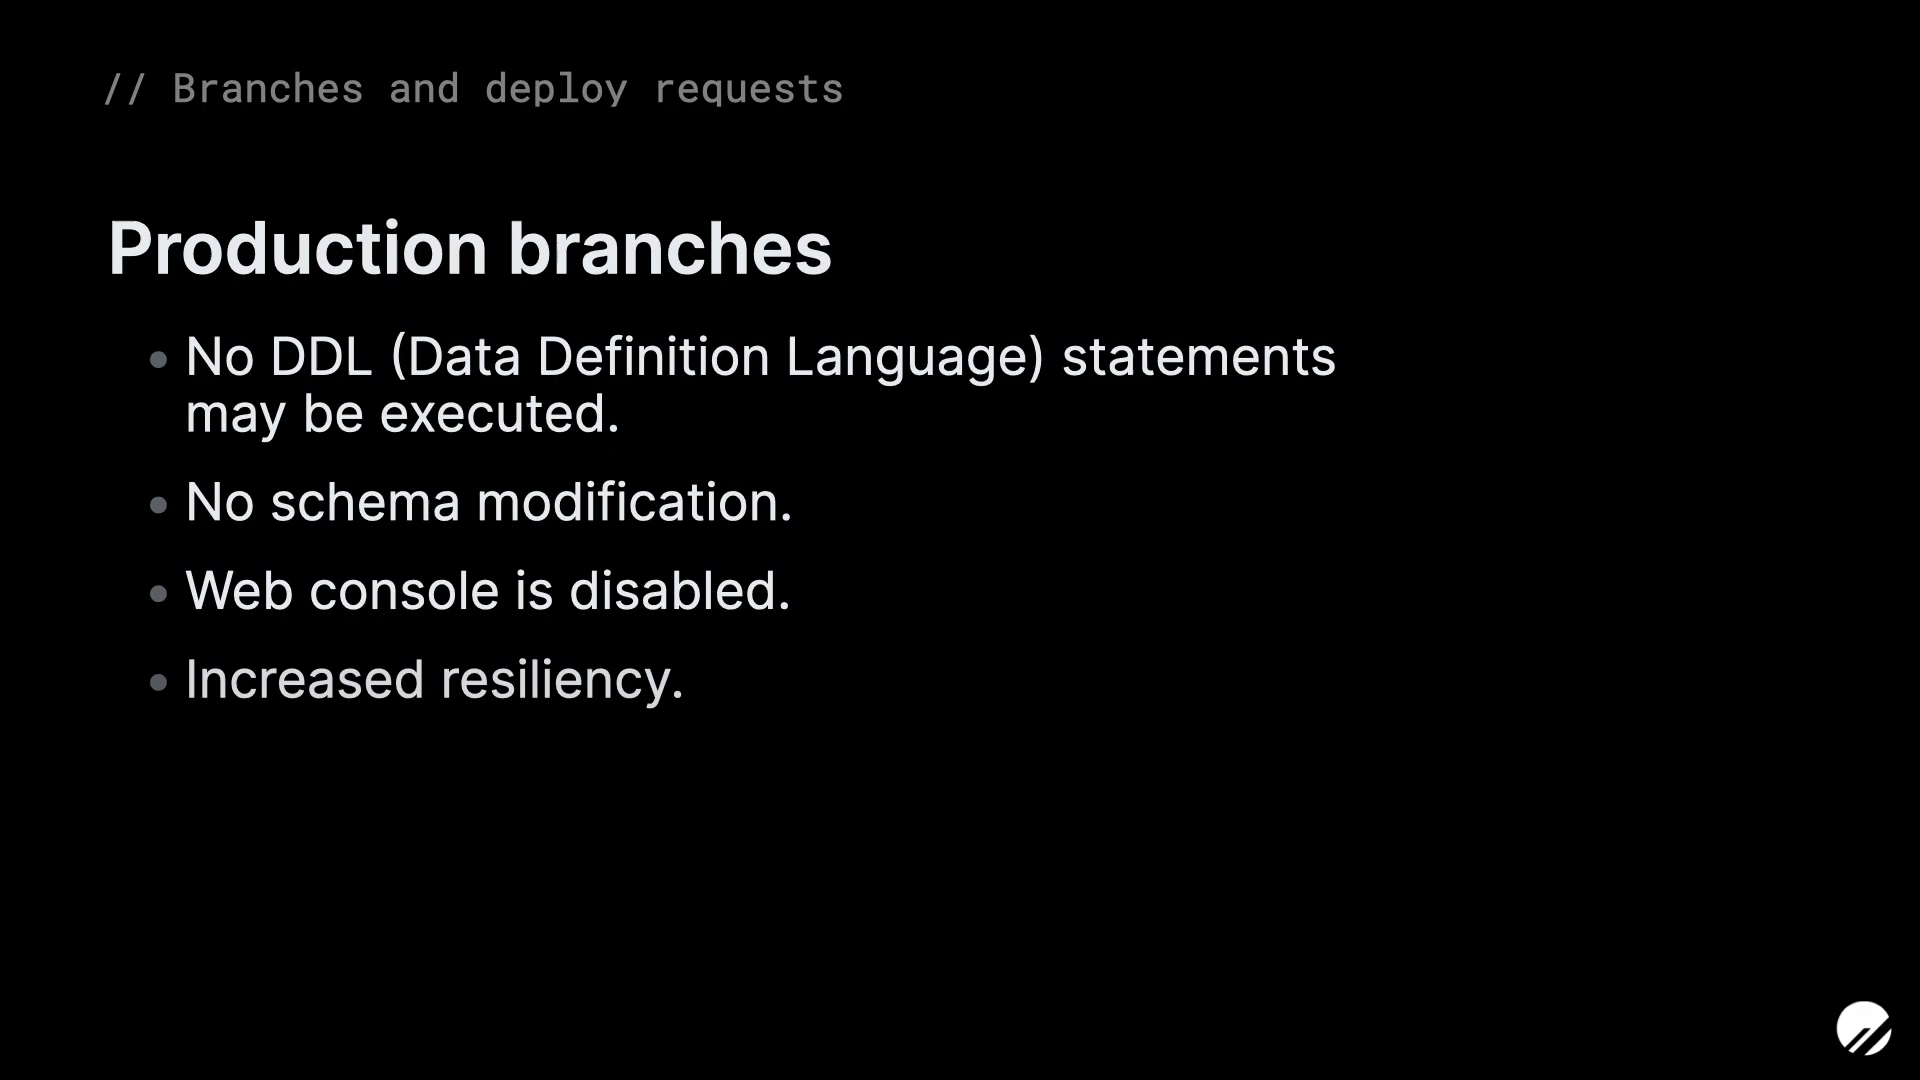 // Branches and deploy requests
Production branches
• No DDL (Data Definition Language) statements
may be executed.
• No schema modification.
• Web console is disabled.
• Increased resiliency.